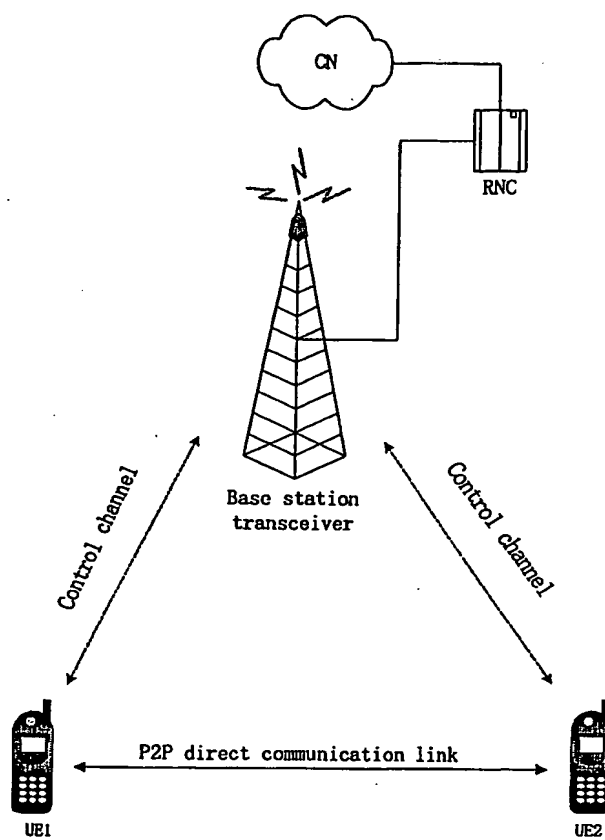 CN
RNC
Base station
transceiver
Control channel
Control channel
P2P direct communication link
UE1
UE2